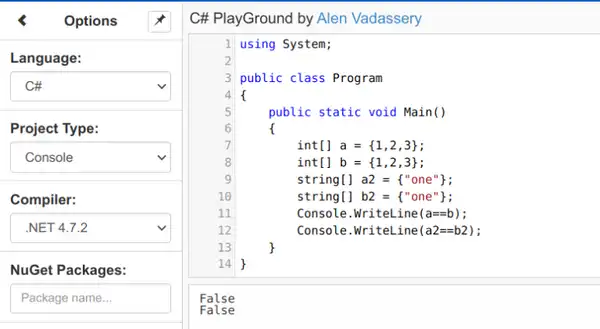 Options
Language:
C#
Project Type:
Console
Compiler:
.NET 4.7.2
NuGet Packages:
Package name...
C# PlayGround by Alen Vadassery
1 using System;
2
3 public class Program
4 {
5     public static void Main()
6     {
7         int[] a = {1,2,3};
8         int[] b = {1,2,3};
9         string[] a2 = {"one"};
10         string[] b2 = {"one"};
11         Console.WriteLine(a==b);
12         Console.WriteLine(a2==b2);
13     }
14 }
False
False